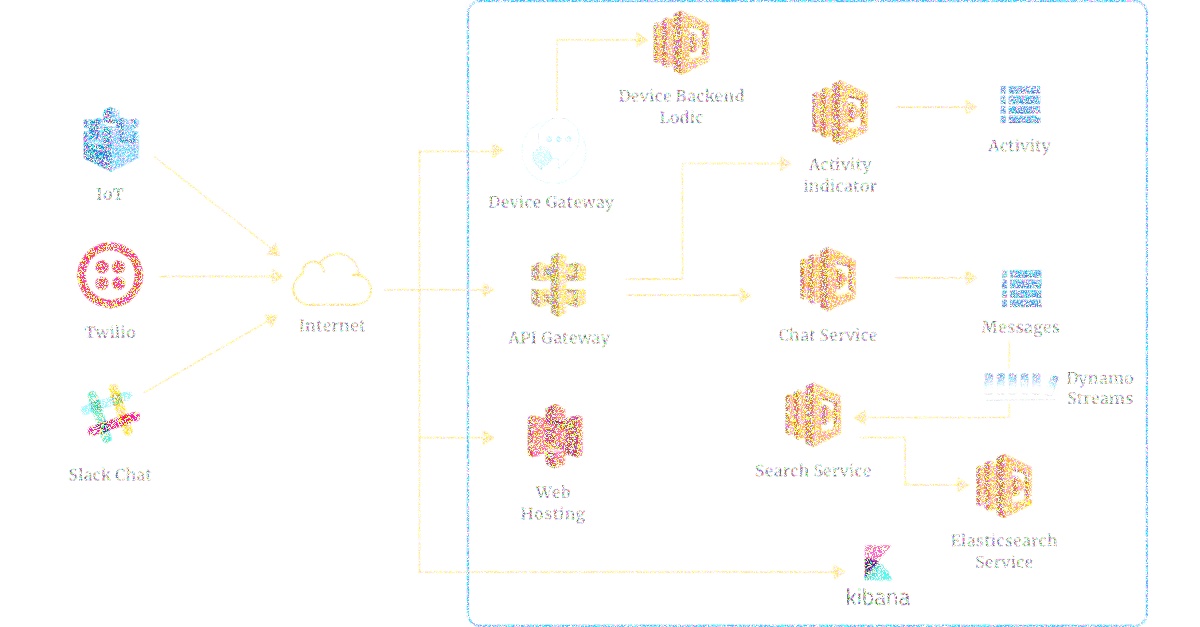 Device Backend
Lodic
IoT
Device Gateway
Activity
indicator
Activity
Twilio
Internet
API Gateway
Chat Service
Messages
Dynamo
Streams
Slack Chat
Web
Hosting
Search Service
Elasticsearch
Service
kibana